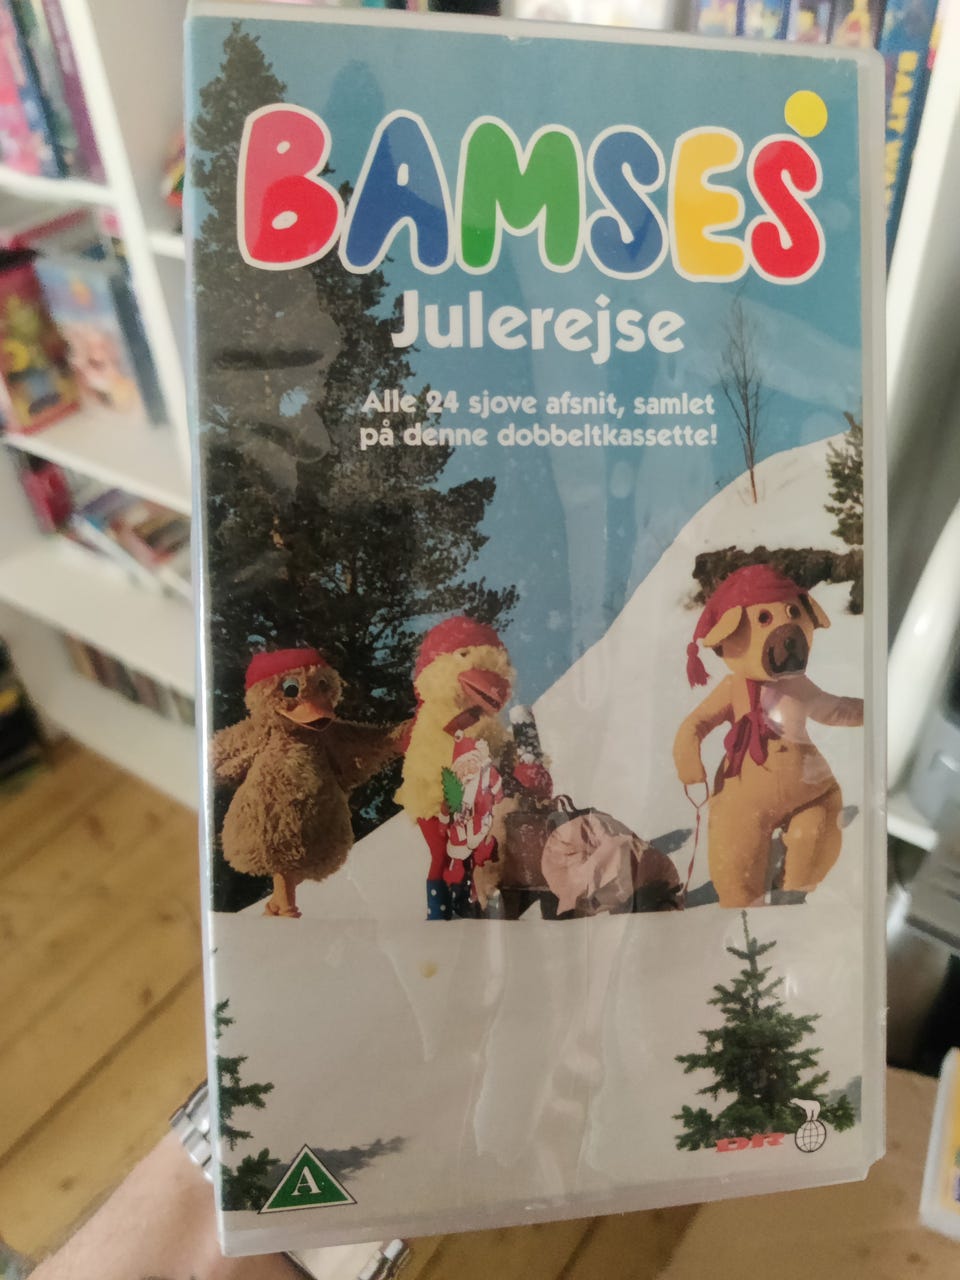 BAMSES
Julerejse
Alle 24 sjove afsnit, samlet
på denne dobbeltkassette!
DR
A